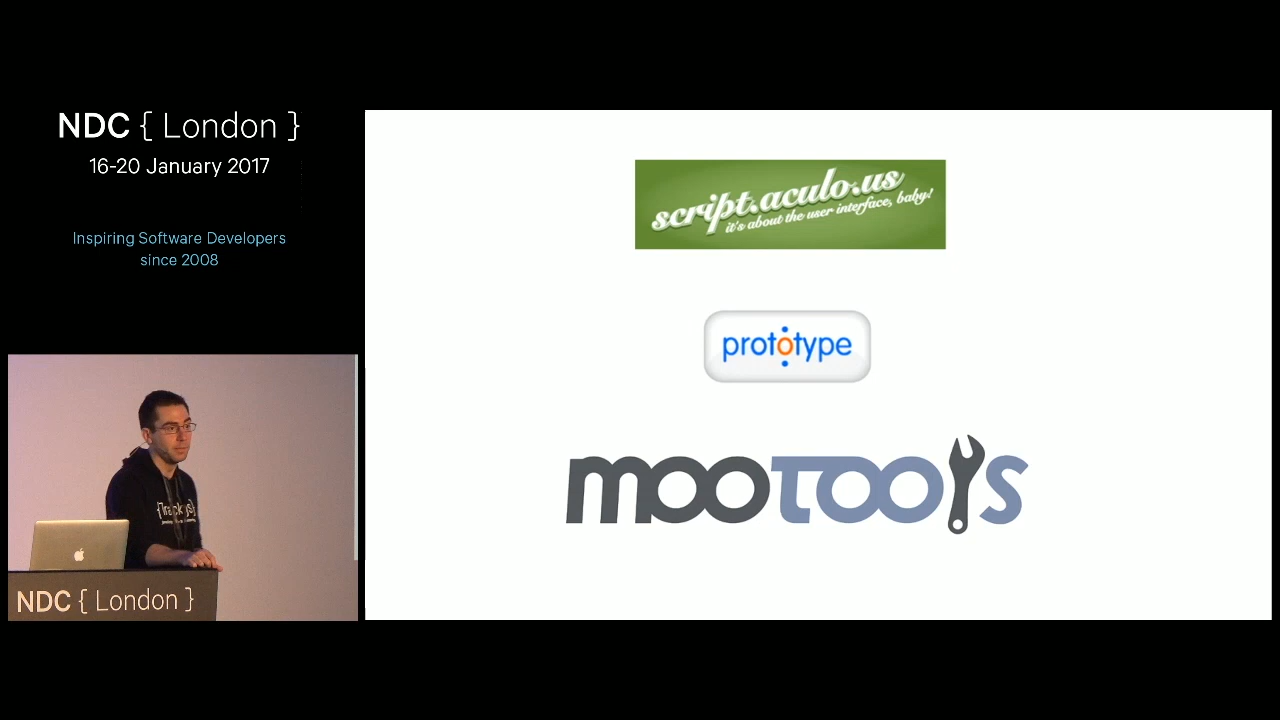 NDC { London }
16-20 January 2017
Inspiring Software Developers
since 2008
script.aculo.us
it's about the user interface, baby!
prototype
mootools
NDC { London }